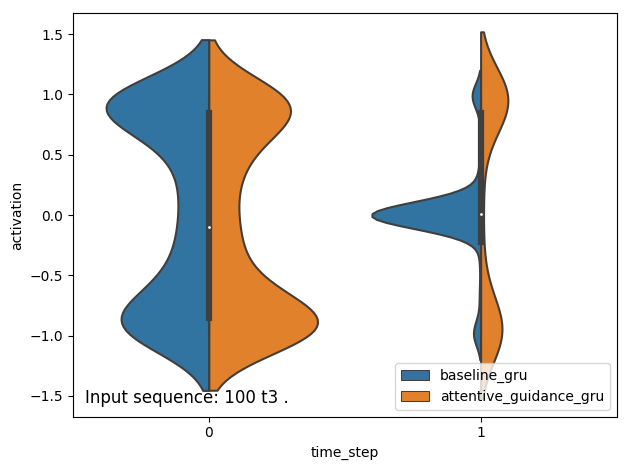 1.5
1.0
0.5
0.0
−0.5
−1.0
−1.5
activation
Input sequence: 100 t3 .
baseline_gru
attentive_guidance_gru
0
1
time_step